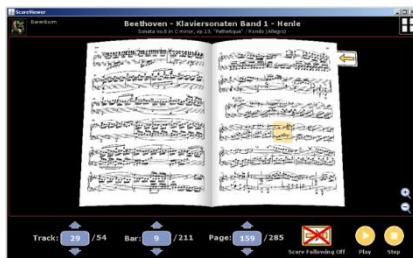 ScoreViewer
Barenboim
Beethoven - Klaviersonaten Band 1 - Henle
Sonata no.8 in C minor, op.13, "Pathetique" / Rondo (Allegro)
Track: 29 /54 Bar: 9 /211 Page: 159 /285
Score Following Off Play Stop